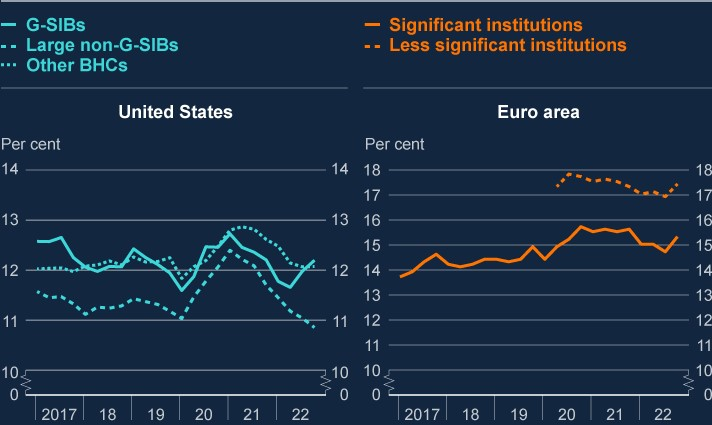 G-SIBs
Large non-G-SIBs
Other BHCs
Significant institutions
Less significant institutions
United States
Euro area
Per cent
Per cent
14 14
13 13
12 12
11 11
10 10
0 0
2017 18 19 20 21 22
18 18
17 17
16 16
15 15
14 14
13 13
12 12
11 11
10 10
0 0
2017 18 19 20 21 22